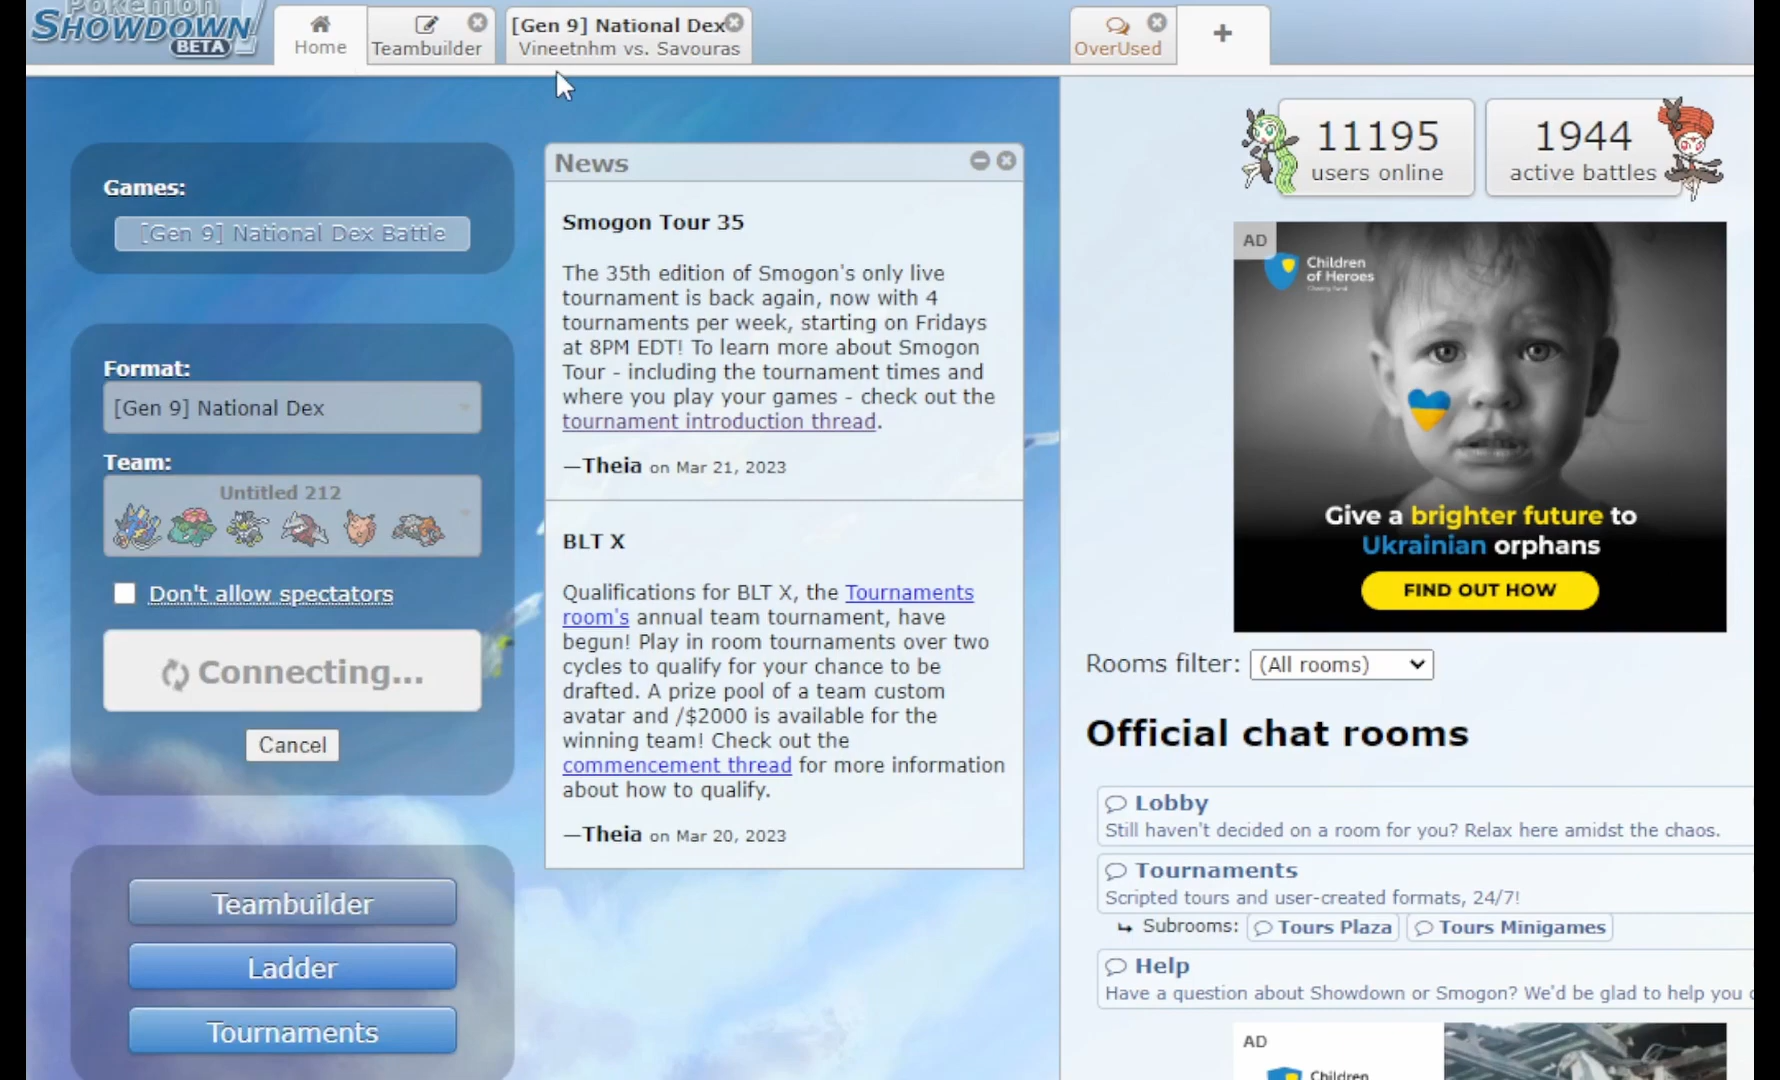 Pokémon
SHOWDOWN
BETA
Home
Teambuilder
[Gen 9] National Dex
Vineetnhm vs. Savouras
OverUsed
+
Games:
[Gen 9] National Dex Battle
Format:
[Gen 9] National Dex
Team:
Untitled 212
Don't allow spectators
Connecting...
Cancel
Teambuilder
Ladder
Tournaments
News
Smogon Tour 35
The 35th edition of Smogon's only live
tournament is back again, now with 4
tournaments per week, starting on Fridays
at 8PM EDT! To learn more about Smogon
Tour - including the tournament times and
where you play your games - check out the
tournament introduction thread.
—Theia on Mar 21, 2023
BLT X
Qualifications for BLT X, the Tournaments
room's annual team tournament, have
begun! Play in room tournaments over two
cycles to qualify for your chance to be
drafted. A prize pool of a team custom
avatar and /$2000 is available for the
winning team! Check out the
commencement thread for more information
about how to qualify.
—Theia on Mar 20, 2023
11195
users online
1944
active battles
AD
Children
of Heroes
Give a brighter future to
Ukrainian orphans
FIND OUT HOW
Rooms filter: (All rooms)
Official chat rooms
Lobby
Still haven't decided on a room for you? Relax here amidst the chaos.
Tournaments
Scripted tours and user-created formats, 24/7!
Subrooms: Tours Plaza Tours Minigames
Help
Have a question about Showdown or Smogon? We'd be glad to help you
AD
Children